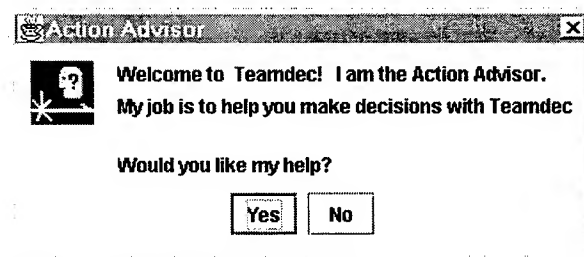 Action Advisor
Welcome to Teamdec! I am the Action Advisor.
My job is to help you make decisions with Teamdec
Would you like my help?
Yes No